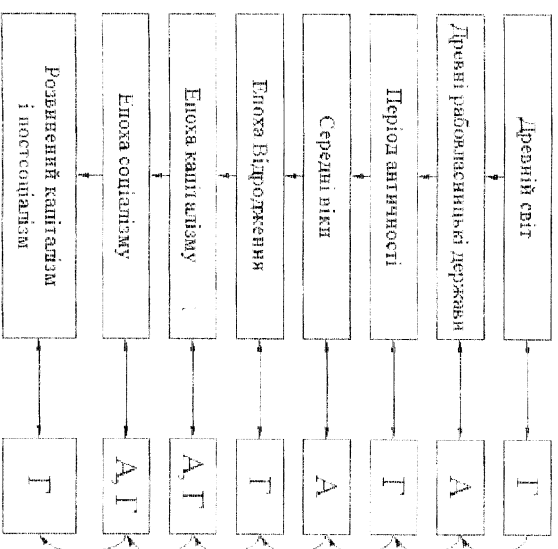 Древній світ
Г
Древні рабовласницькі держави
А
Період античності
Г
Середні віки
А
Епоха Відродження
Г
Епоха капіталізму
А, Г
Епоха соціалізму
А, Г
Розвинений капіталізм
і постсоціалізм
Г